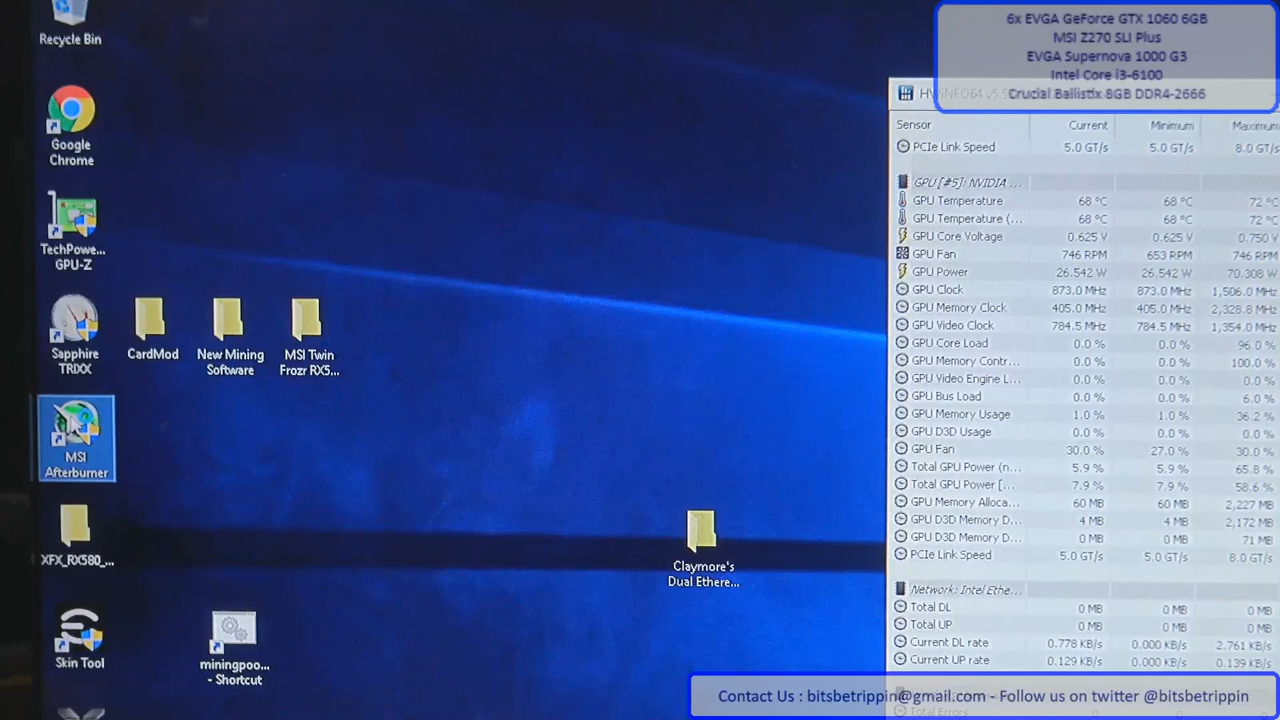 6x EVGA GeForce GTX 1060 6GB
MSI Z270 SLI Plus
EVGA Supernova 1000 G3
Intel Core i3-6100
Crucial Ballistix 8GB DDR4-2666
Recycle Bin
Google
Chrome
TechPowe...
GPU-Z
Sapphire
TRIXX
CardMod
New Mining
Software
MSI Twin
Frozr RX5...
MSI
Afterburner
XFX_RX580_...
Claymore's
Dual Ethere...
Skin Tool
miningpoo...
- Shortcut
Sensor Current Minimum Maximum
PCIe Link Speed 5.0 GT/s 5.0 GT/s 8.0 GT/s
GPU [#5]: NVIDIA ...
GPU Temperature 68 °C 68 °C 72 °C
GPU Temperature (... 68 °C 68 °C 72 °C
GPU Core Voltage 0.625 V 0.625 V 0.750 V
GPU Fan 746 RPM 653 RPM 746 RPM
GPU Power 26.542 W 26.542 W 70.308 W
GPU Clock 873.0 MHz 873.0 MHz 1,506.0 MHz
GPU Memory Clock 405.0 MHz 405.0 MHz 2,328.8 MHz
GPU Video Clock 784.5 MHz 784.5 MHz 1,354.0 MHz
GPU Core Load 0.0 % 0.0 % 96.0 %
GPU Memory Contr... 0.0 % 0.0 % 100.0 %
GPU Video Engine L... 0.0 % 0.0 % 0.0 %
GPU Bus Load 0.0 % 0.0 % 6.0 %
GPU Memory Usage 1.0 % 1.0 % 36.2 %
GPU D3D Usage 0.0 % 0.0 % 0.0 %
GPU Fan 30.0 % 27.0 % 30.0 %
Total GPU Power (n... 5.9 % 5.9 % 65.8 %
Total GPU Power [... 7.9 % 7.9 % 58.6 %
GPU Memory Alloca... 60 MB 60 MB 2,227 MB
GPU D3D Memory D... 4 MB 4 MB 2,172 MB
GPU D3D Memory D... 0 MB 0 MB 71 MB
PCIe Link Speed 5.0 GT/s 5.0 GT/s 8.0 GT/s
Network: Intel Ethe...
Total DL 0 MB 0 MB 0 MB
Total UP 0 MB 0 MB 0 MB
Current DL rate 0.778 KB/s 0.000 KB/s 2.761 KB/s
Current UP rate 0.129 KB/s 0.000 KB/s 0.139 KB/s
Contact Us : bitsbetrippin@gmail.com - Follow us on twitter @bitsbetrippin
Total Errors